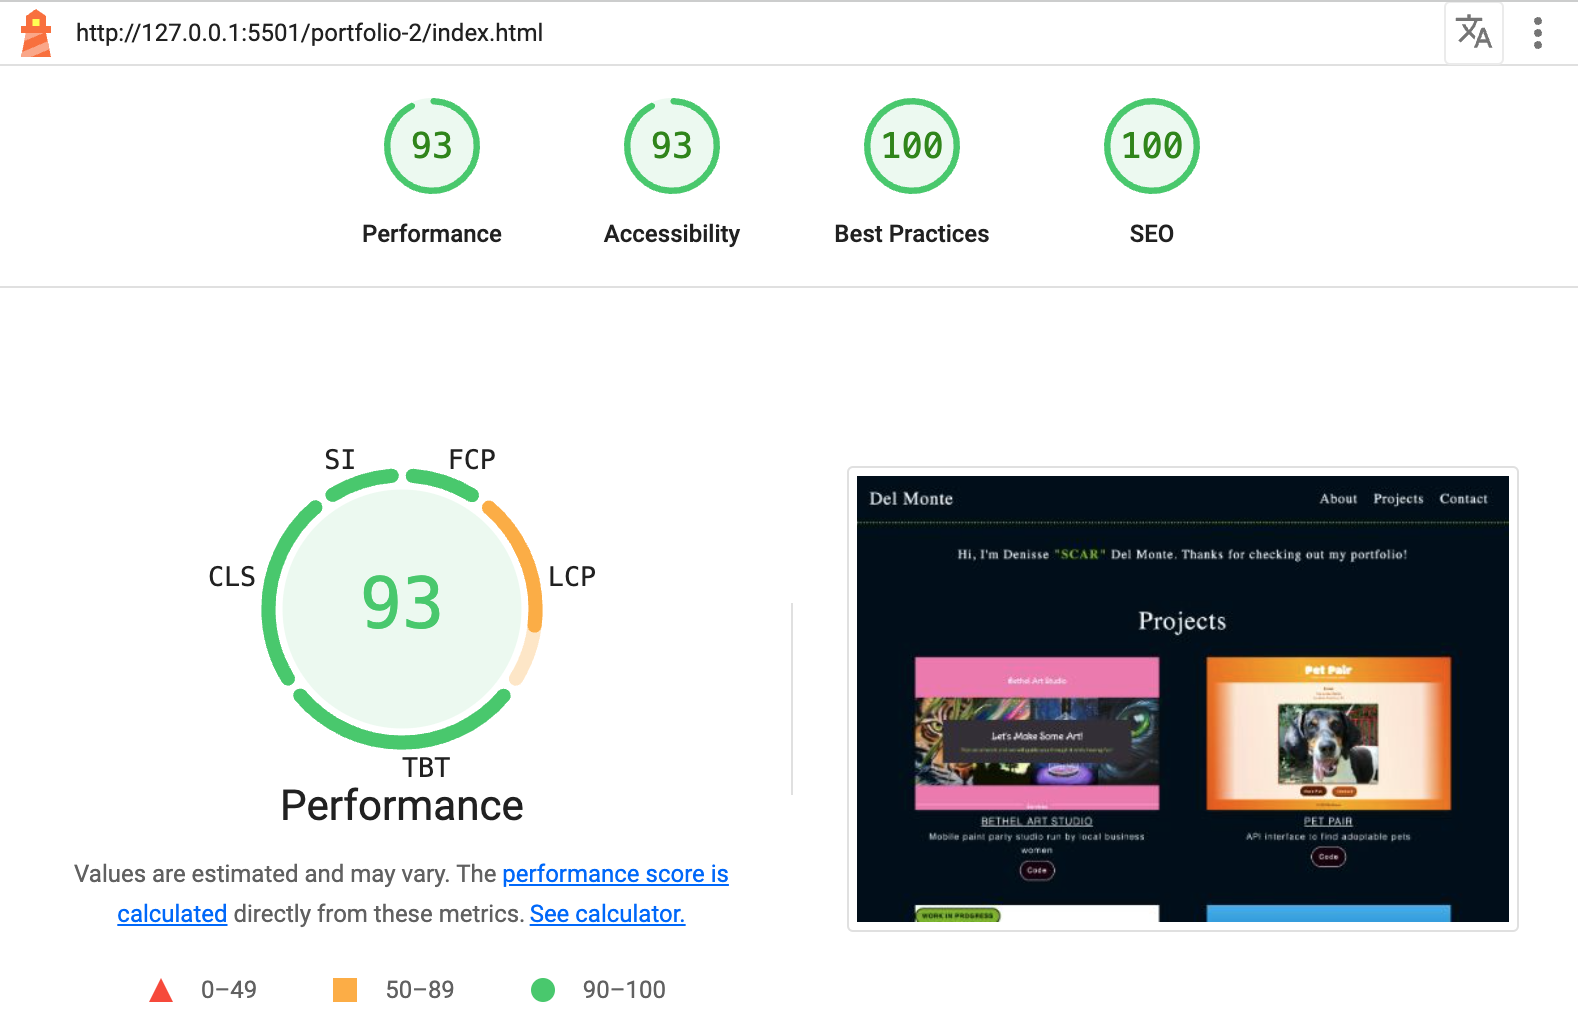 http://127.0.0.1:5501/portfolio-2/index.html
93
93
100
100
Performance
Accessibility
Best Practices
SEO
SI
FCP
CLS
LCP
93
TBT
Performance
Values are estimated and may vary. The performance score is
calculated directly from these metrics. See calculator.
0–49
50–89
90–100
Del Monte
About
Projects
Contact
Hi, I'm Denisse "SCAR" Del Monte. Thanks for checking out my portfolio!
Projects
Bethel Art Studio
Let's Make Some Art!
BETHEL ART STUDIO
Mobile paint party studio run by local business
women
Code
Pet Pair
PET PAIR
API interface to find adoptable pets
Code
WORK IN PROGRESS